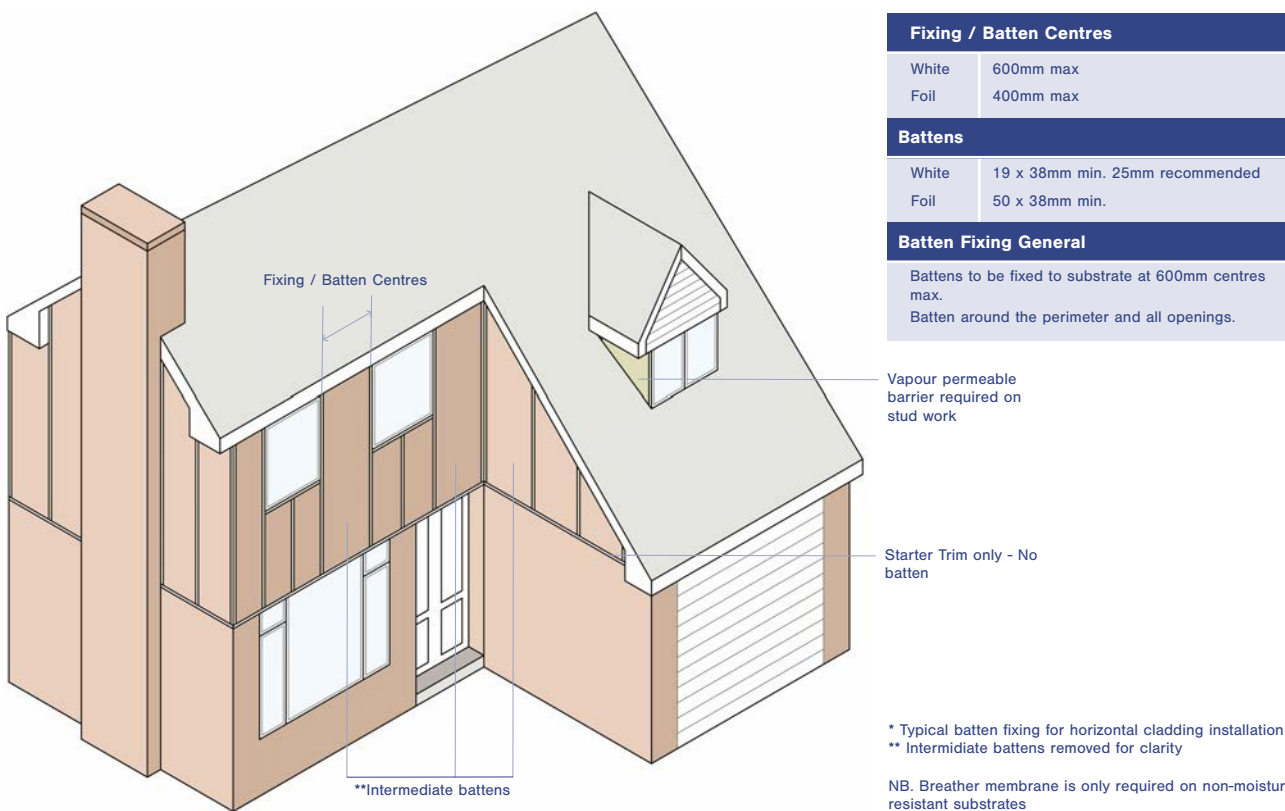 Fixing / Batten Centres
White 600mm max
Foil 400mm max
Battens
White 19 x 38mm min. 25mm recommended
Foil 50 x 38mm min.
Batten Fixing General
Battens to be fixed to substrate at 600mm centres
max.
Batten around the perimeter and all openings.
Fixing / Batten Centres
Vapour permeable
barrier required on
stud work
Starter Trim only - No
batten
**Intermediate battens
* Typical batten fixing for horizontal cladding installation
** Intermidiate battens removed for clarity
NB. Breather membrane is only required on non-moistur
resistant substrates